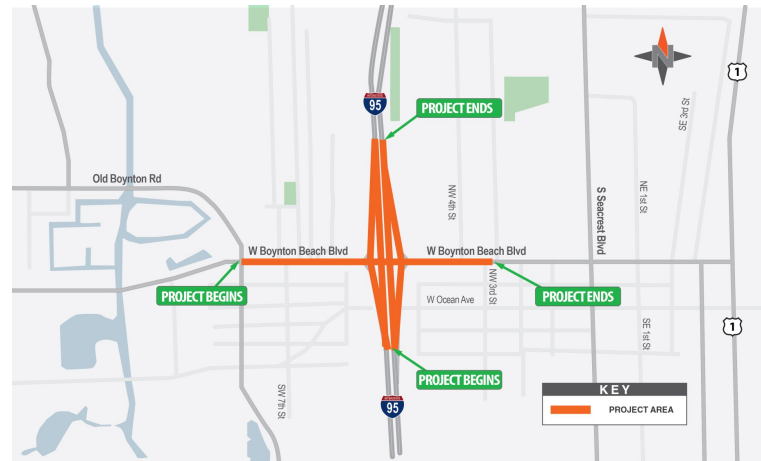 N
1
INTERSTATE
95
PROJECT ENDS
SE 3rd St
Old Boynton Rd
NW 4th St
NE 1st St
S Seacrest Blvd
W Boynton Beach Blvd
W Boynton Beach Blvd
PROJECT BEGINS
NW 3rd St
PROJECT ENDS
W Ocean Ave
SE 1st St
1
PROJECT BEGINS
SW 7th St
INTERSTATE
95
KEY
PROJECT AREA